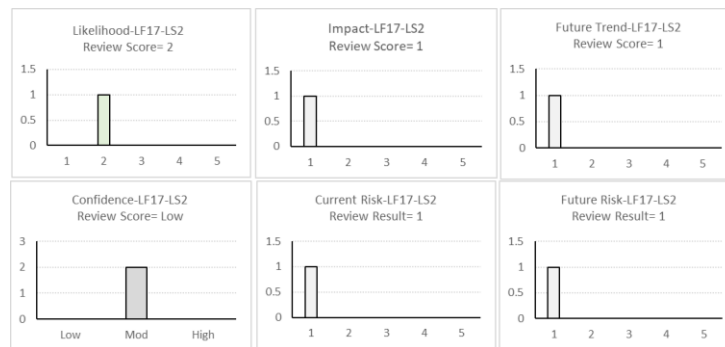 Likelihood-LF17-LS2
Review Score= 2
1.5
1
0.5
0
1 2 3 4 5
Impact-LF17-LS2
Review Score= 1
1.5
1
0.5
0
1 2 3 4 5
Future Trend-LF17-LS2
Review Score= 1
1.5
1
0.5
0
1 2 3 4 5
Confidence-LF17-LS2
Review Score= Low
3
2
1
0
Low Mod High
Current Risk-LF17-LS2
Review Result= 1
1.5
1
0.5
0
1 2 3 4 5
Future Risk-LF17-LS2
Review Result= 1
1.5
1
0.5
0
1 2 3 4 5